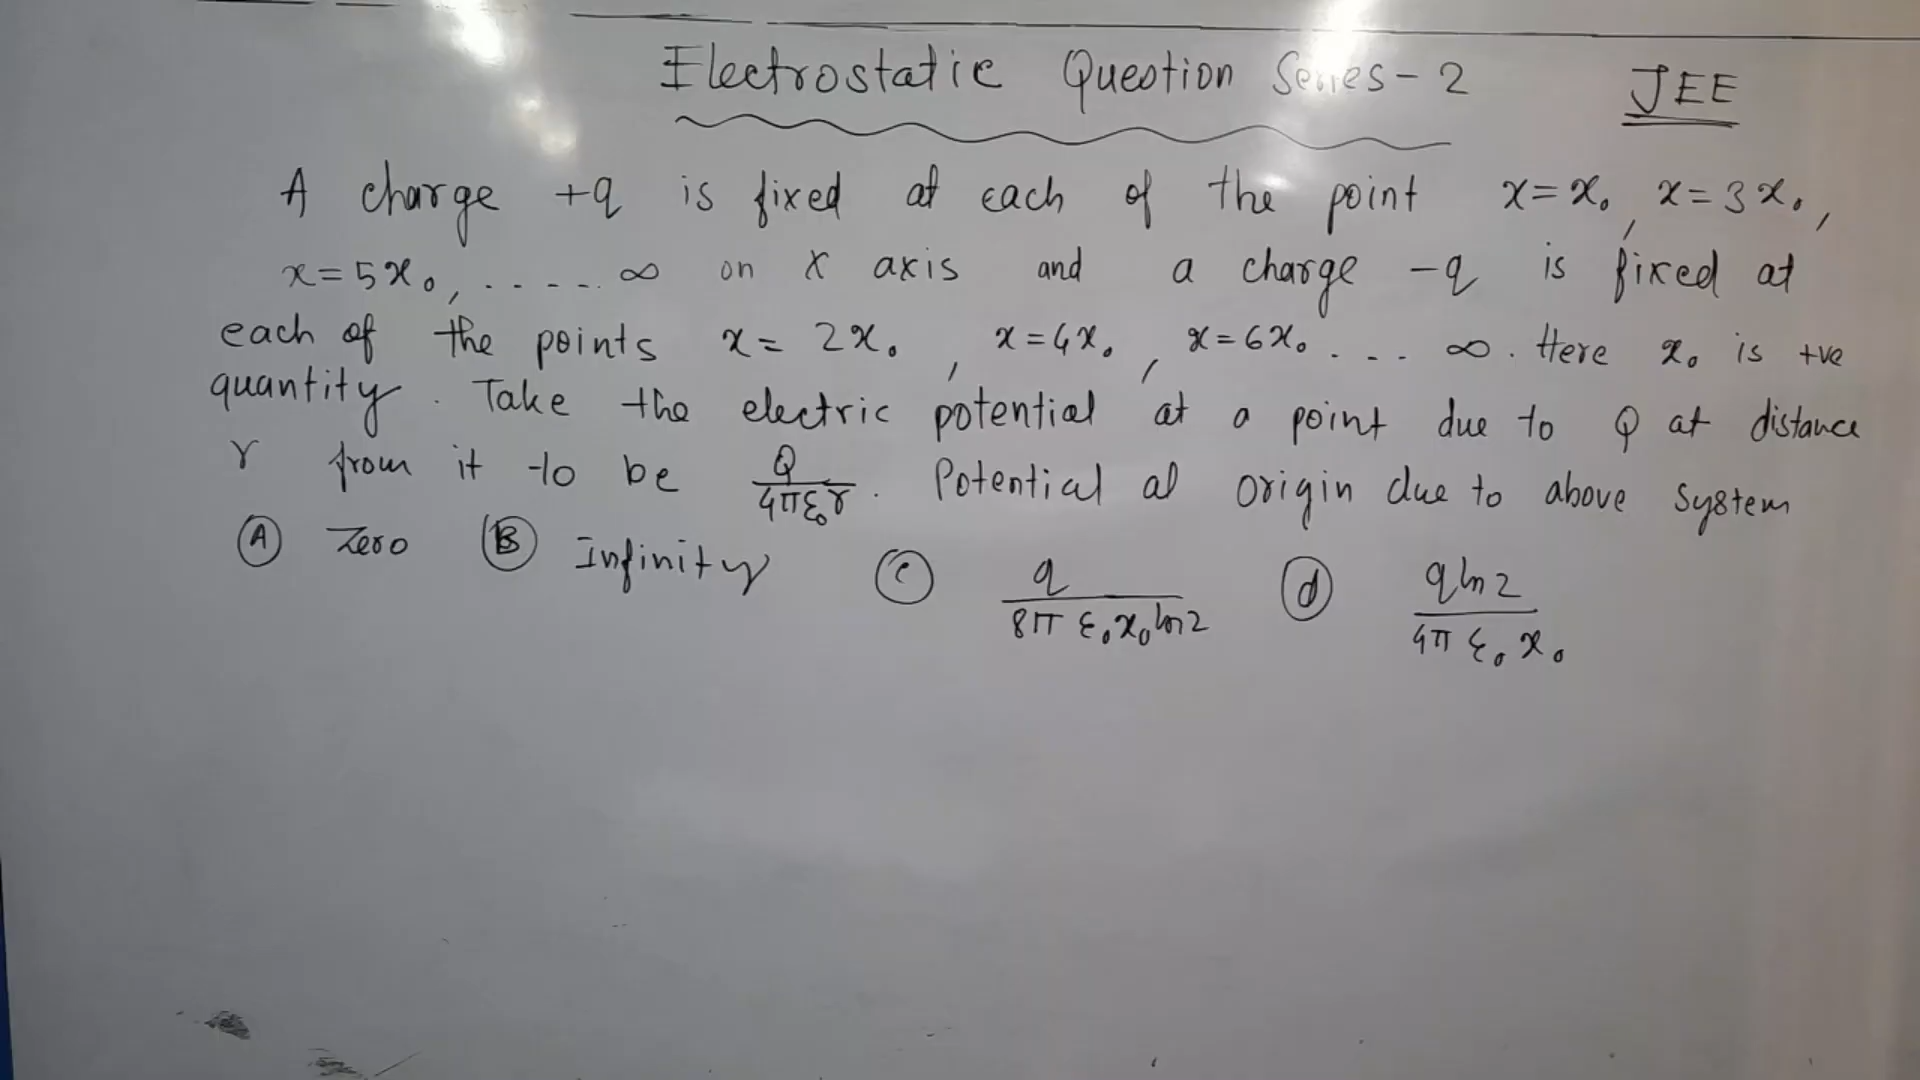 Electrostatic Question Series-2 JEE
A charge +q is fixed at each of the point x=x₀, x=3x₀,
x=5x₀, ........ ∞ on X axis and a charge -q is fixed at
each of the points x= 2x₀, x=4x₀, x=6x₀ .... ∞. Here x₀ is +ve
quantity. Take the electric potential at a point due to Q at distance
r from it to be Q/4πε₀r. Potential at origin due to above system
(A) Zero (B) Infinity (C) q/8πε₀x₀ln2 (d) qln2/4πε₀x₀